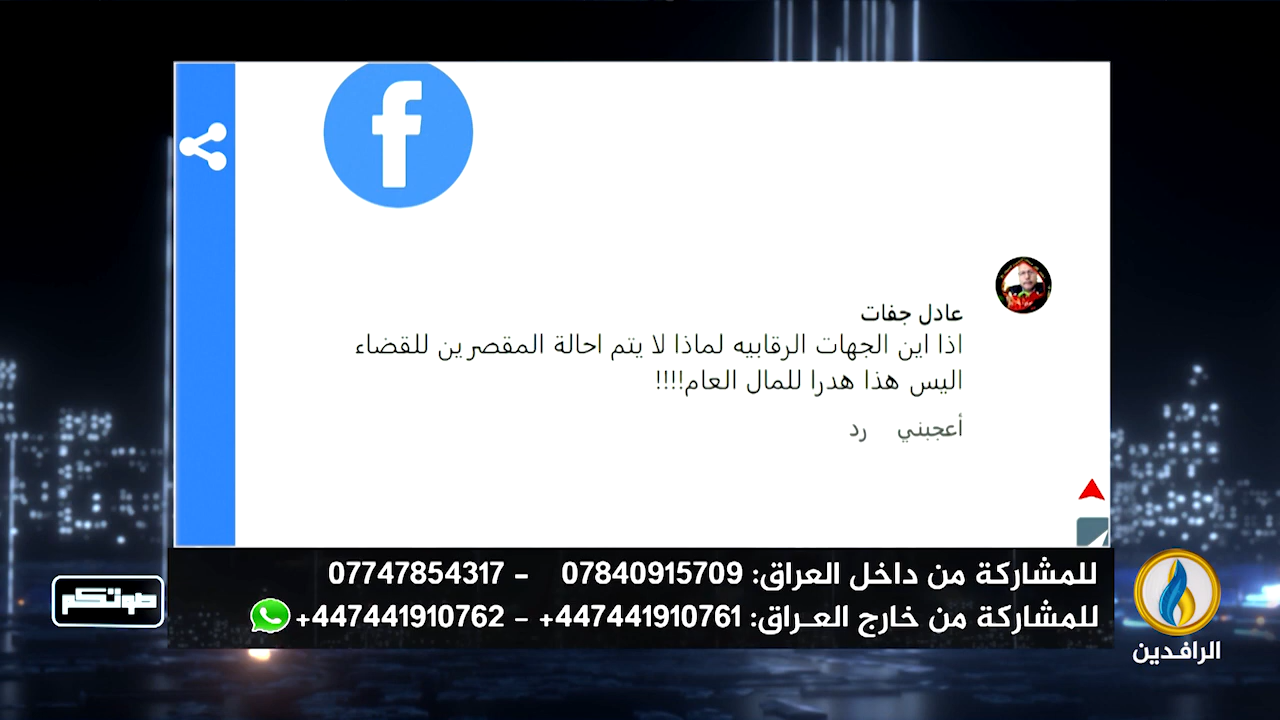 عادل جفات
اذا اين الجهات الرقابيه لماذا لا يتم احالة المقصرين للقضاء
اليس هذا هدرا للمال العام!!!!
أعجبني رد
للمشاركة من داخل العراق: 07840915709 - 07747854317
للمشاركة من خارج العـراق: 447441910761+ - 447441910762+
صوتكم
الرافدين